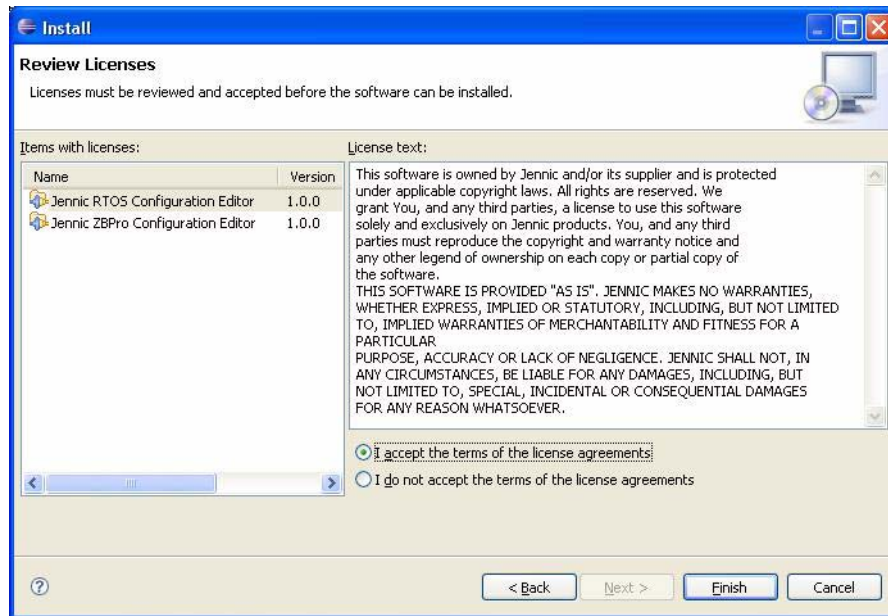 Install
Review Licenses
Licenses must be reviewed and accepted before the software can be installed.
Items with licenses:
Name Version
Jennic RTOS Configuration Editor 1.0.0
Jennic ZBPro Configuration Editor 1.0.0
License text:
This software is owned by Jennic and/or its supplier and is protected
under applicable copyright laws. All rights are reserved. We
grant You, and any third parties, a license to use this software
solely and exclusively on Jennic products. You, and any third
parties must reproduce the copyright and warranty notice and
any other legend of ownership on each copy or partial copy of
the software.
THIS SOFTWARE IS PROVIDED "AS IS". JENNIC MAKES NO WARRANTIES,
WHETHER EXPRESS, IMPLIED OR STATUTORY, INCLUDING, BUT NOT LIMITED
TO, IMPLIED WARRANTIES OF MERCHANTABILITY AND FITNESS FOR A
PARTICULAR
PURPOSE, ACCURACY OR LACK OF NEGLIGENCE. JENNIC SHALL NOT, IN
ANY CIRCUMSTANCES, BE LIABLE FOR ANY DAMAGES, INCLUDING, BUT
NOT LIMITED TO, SPECIAL, INCIDENTAL OR CONSEQUENTIAL DAMAGES
FOR ANY REASON WHATSOEVER.
I accept the terms of the license agreements
I do not accept the terms of the license agreements
? < Back Next > Finish Cancel